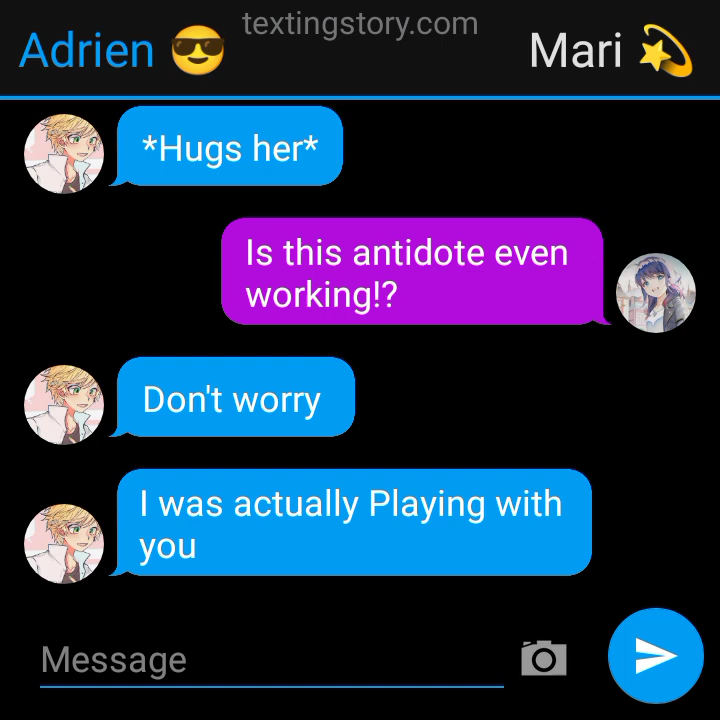 textingstory.com
Adrien 😎
Mari 💫
*Hugs her*
Is this antidote even
working!?
Don't worry
I was actually Playing with
you
Message